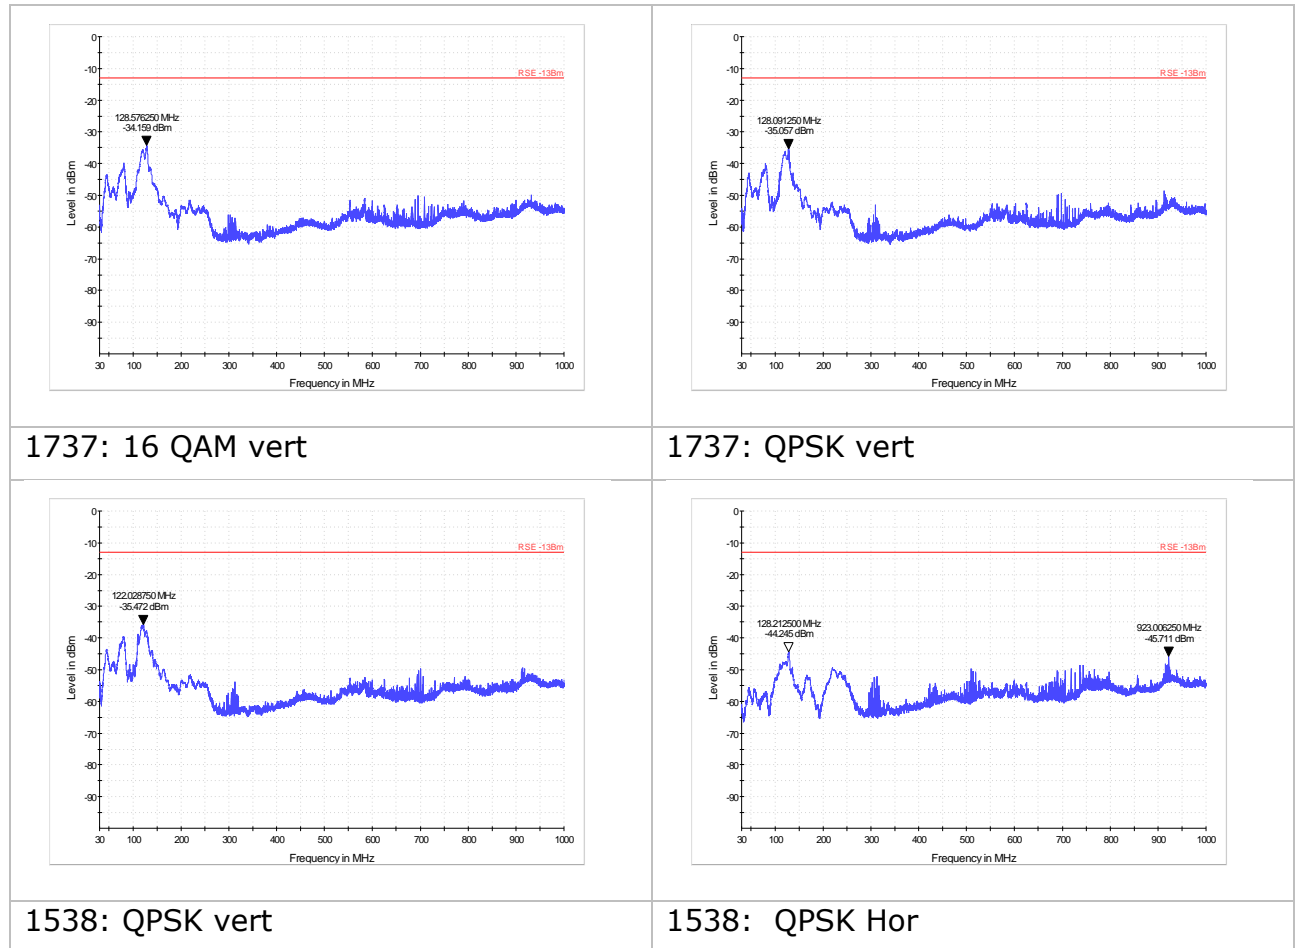 0
-10
RSE -13Bm
-20
128.576250 MHz
-34.159 dBm
-30
-40
Level in dBm
-50
-60
-70
-80
-90
30 100 200 300 400 500 600 700 800 900 1000
Frequency in MHz
1737: 16 QAM vert
0
-10
RSE -13Bm
-20
128.091250 MHz
-35.057 dBm
-30
-40
Level in dBm
-50
-60
-70
-80
-90
30 100 200 300 400 500 600 700 800 900 1000
Frequency in MHz
1737: QPSK vert
0
-10
RSE -13Bm
-20
122.028750 MHz
-35.472 dBm
-30
-40
Level in dBm
-50
-60
-70
-80
-90
30 100 200 300 400 500 600 700 800 900 1000
Frequency in MHz
1538: QPSK vert
0
-10
RSE -13Bm
-20
-30
128.212500 MHz
-44.245 dBm
923.006250 MHz
-45.711 dBm
-40
Level in dBm
-50
-60
-70
-80
-90
30 100 200 300 400 500 600 700 800 900 1000
Frequency in MHz
1538:  QPSK Hor